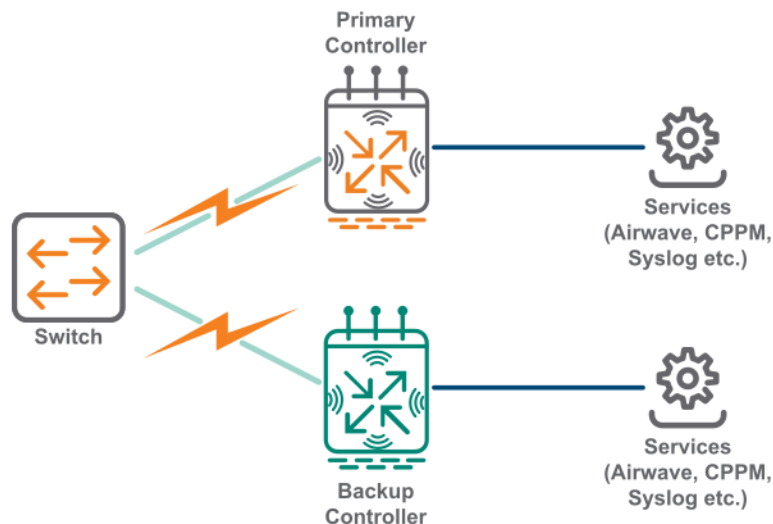 Primary
Controller
Services
(Airwave, CPPM,
Syslog etc.)
Switch
Services
(Airwave, CPPM,
Syslog etc.)
Backup
Controller